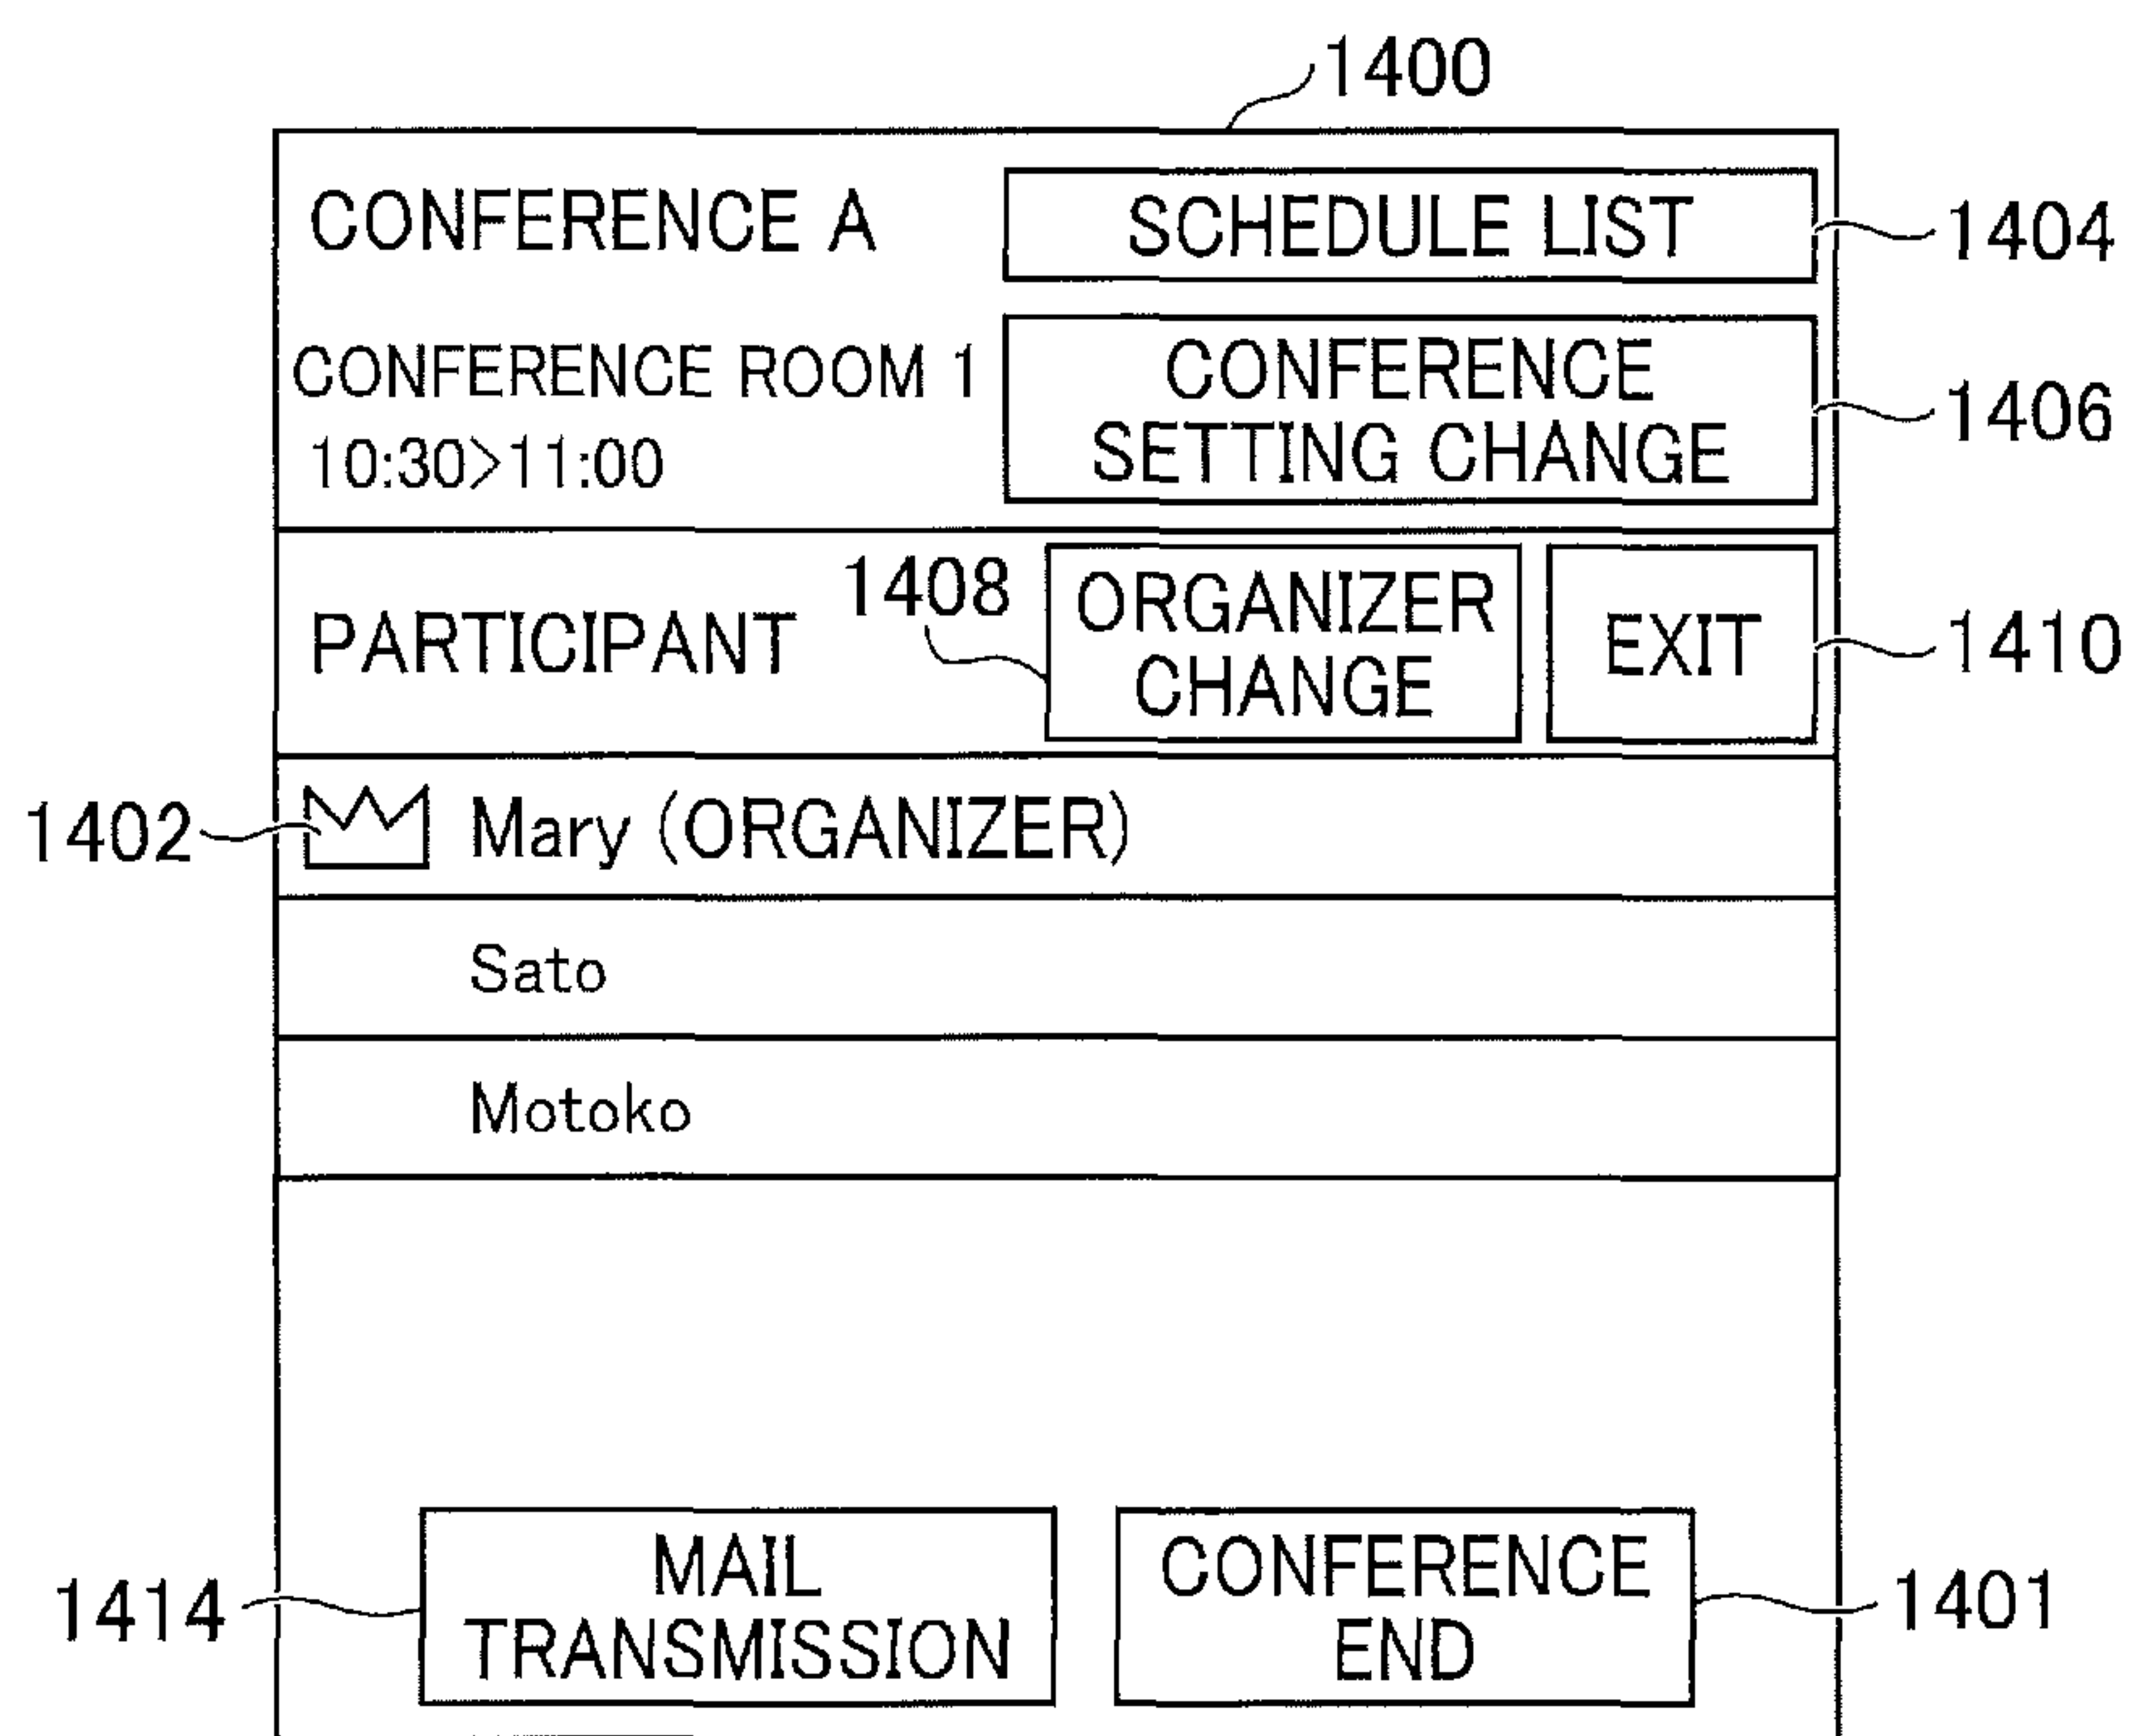 1400
CONFERENCE A
SCHEDULE LIST
1404
CONFERENCE ROOM 1
10:30>11:00
CONFERENCE
SETTING CHANGE
1406
PARTICIPANT
1408
ORGANIZER
CHANGE
EXIT
1410
1402
Mary (ORGANIZER)
Sato
Motoko
1414
MAIL
TRANSMISSION
CONFERENCE
END
1401